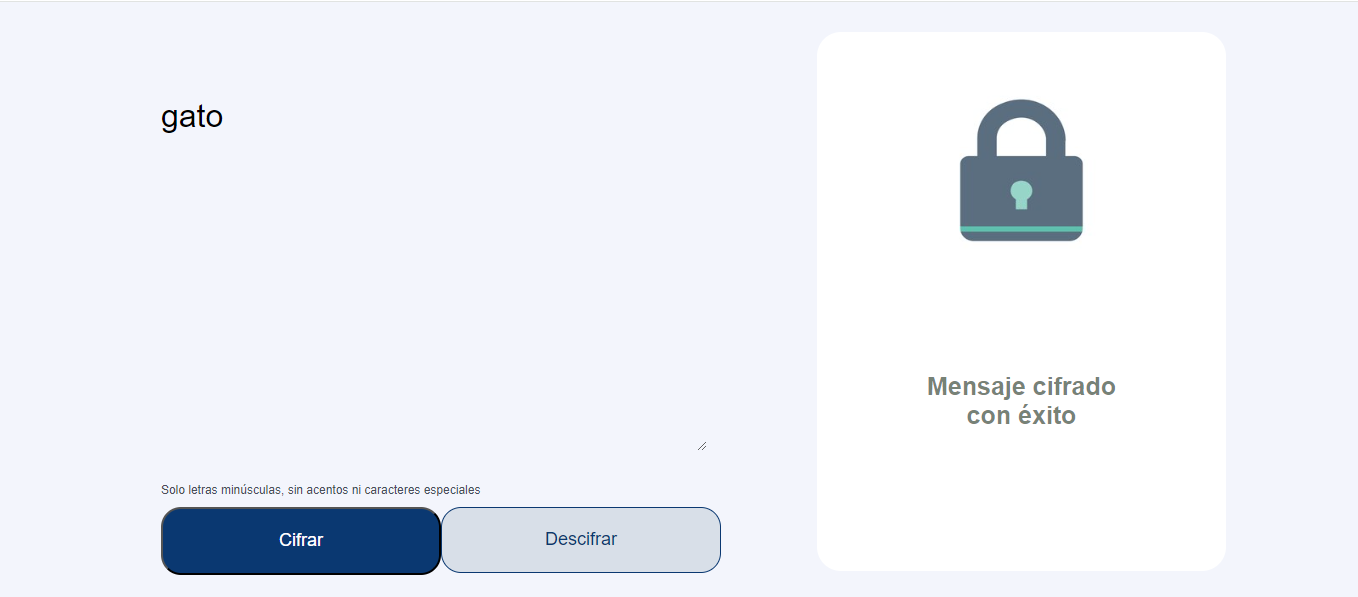 gato
Solo letras minúsculas, sin acentos ni caracteres especiales
Cifrar
Descifrar
Mensaje cifrado
con éxito